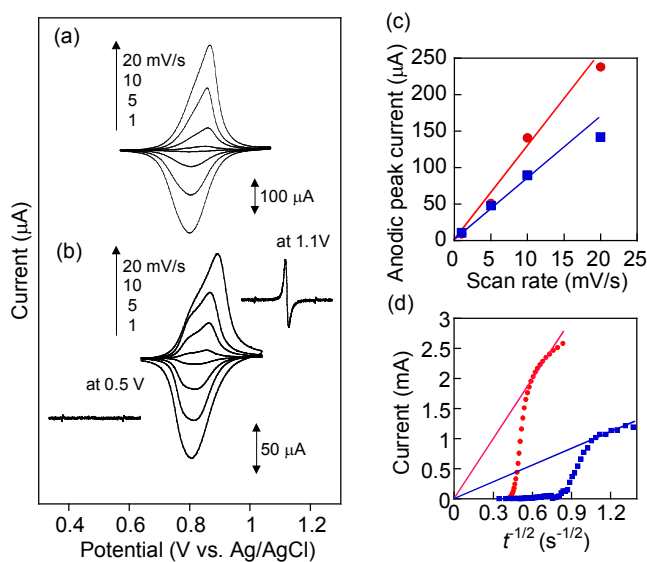 (a)
20 mV/s
10
5
1
100 μA
(b)
20 mV/s
10
5
1
at 1.1V
at 0.5 V
50 μA
Current (μA)
0.4 0.6 0.8 1 1.2
Potential (V vs. Ag/AgCl)
(c)
Anodic peak current (μA)
250
200
150
100
50
0
0 5 10 15 20 25
Scan rate (mV/s)
(d)
Current (mA)
3
2.5
2
1.5
1
0.5
0
0 0.3 0.6 0.9 1.2
t⁻¹/² (s⁻¹/²)